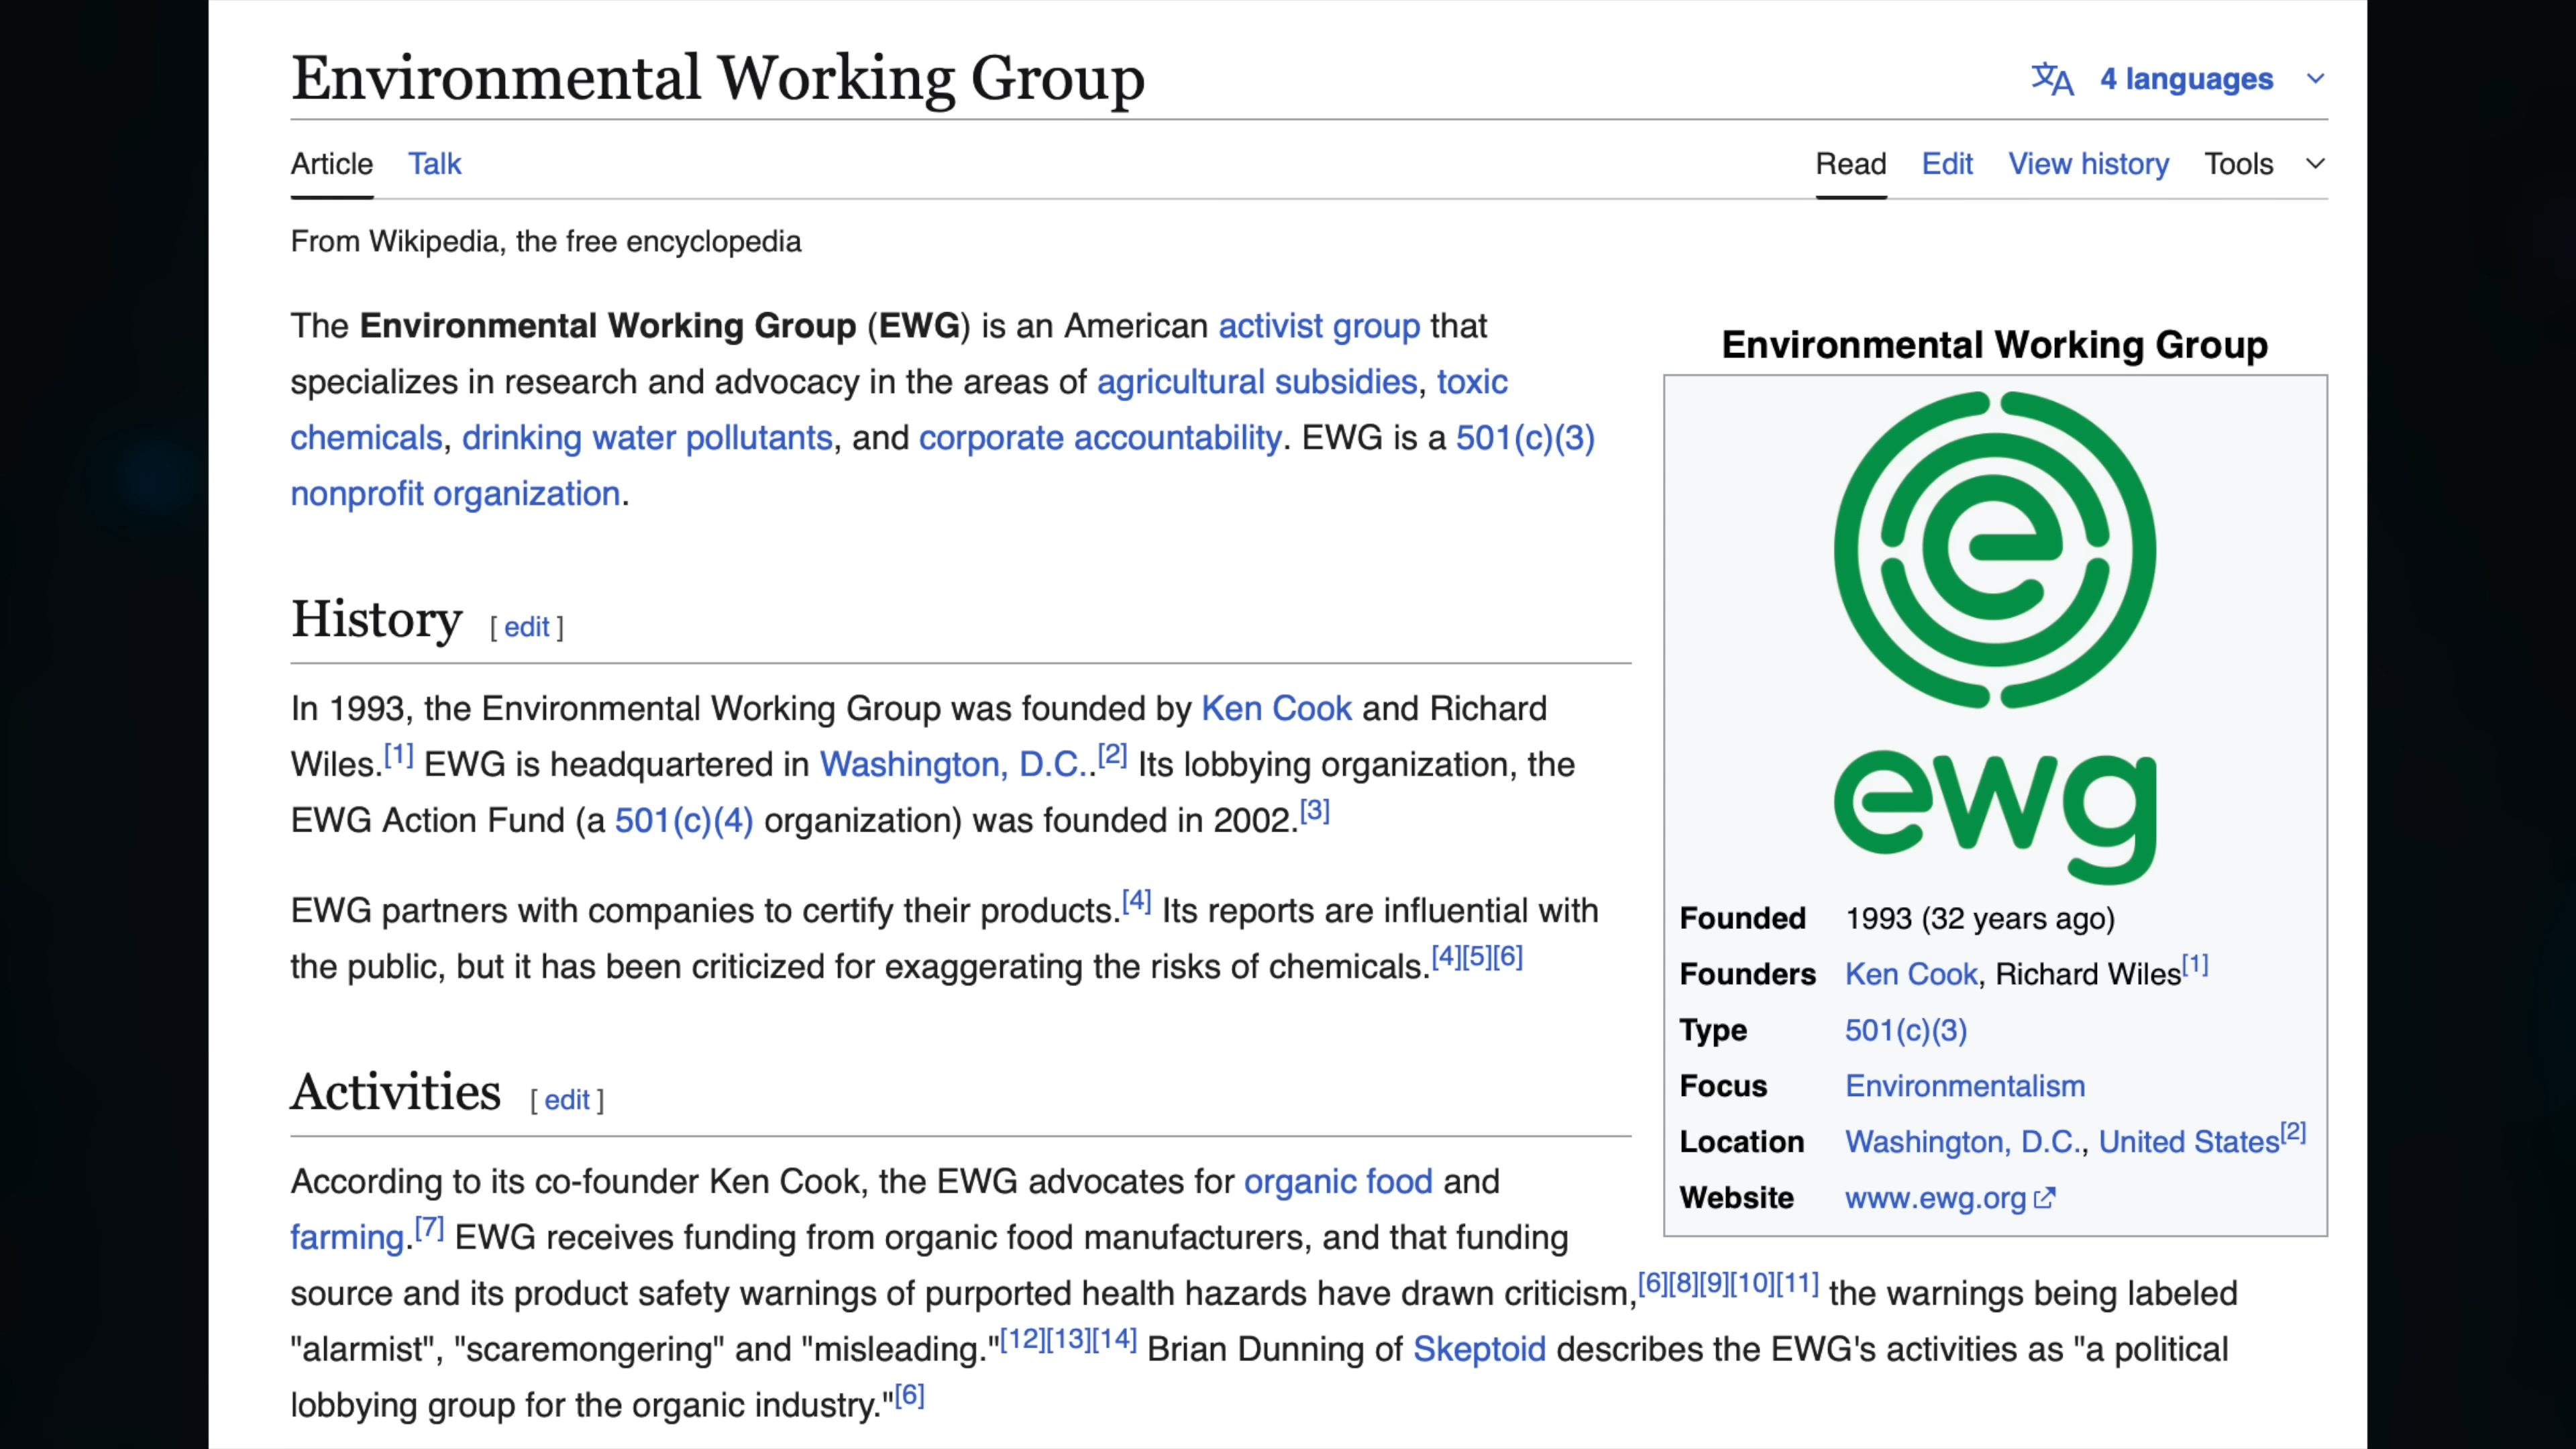 Environmental Working Group
文A 4 languages
Article Talk
Read Edit View history Tools
From Wikipedia, the free encyclopedia
The Environmental Working Group (EWG) is an American activist group that
specializes in research and advocacy in the areas of agricultural subsidies, toxic
chemicals, drinking water pollutants, and corporate accountability. EWG is a 501(c)(3)
nonprofit organization.
History [ edit ]
In 1993, the Environmental Working Group was founded by Ken Cook and Richard
Wiles.[1] EWG is headquartered in Washington, D.C..[2] Its lobbying organization, the
EWG Action Fund (a 501(c)(4) organization) was founded in 2002.[3]
EWG partners with companies to certify their products.[4] Its reports are influential with
the public, but it has been criticized for exaggerating the risks of chemicals.[4][5][6]
Environmental Working Group
e
ewg
Founded 1993 (32 years ago)
Founders Ken Cook, Richard Wiles[1]
Type 501(c)(3)
Focus Environmentalism
Location Washington, D.C., United States[2]
Website www.ewg.org
Activities [ edit ]
According to its co-founder Ken Cook, the EWG advocates for organic food and
farming.[7] EWG receives funding from organic food manufacturers, and that funding
source and its product safety warnings of purported health hazards have drawn criticism,[6][8][9][10][11] the warnings being labeled
"alarmist", "scaremongering" and "misleading."[12][13][14] Brian Dunning of Skeptoid describes the EWG's activities as "a political
lobbying group for the organic industry."[6]